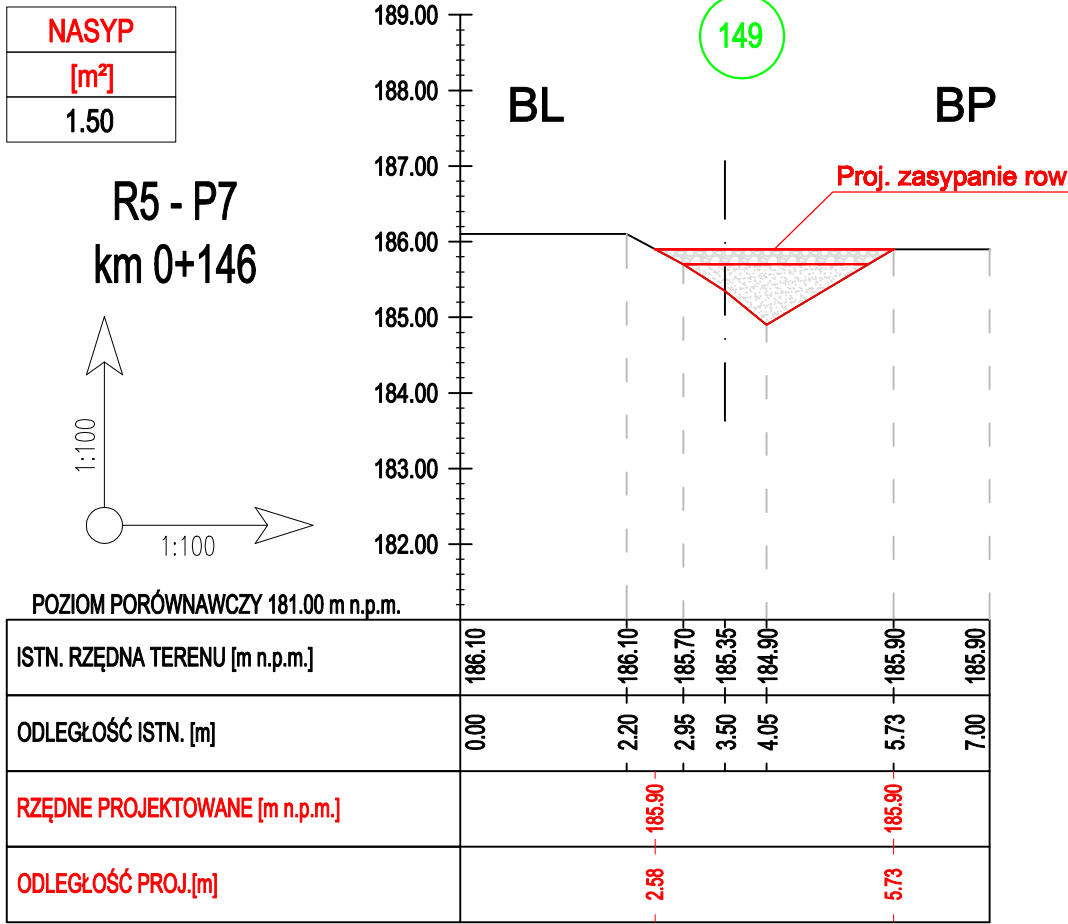 NASYP
[m²]
1.50
R5 - P7
km 0+146
1:100
1:100
189.00
188.00
187.00
186.00
185.00
184.00
183.00
182.00
149
BL
BP
Proj. zasypanie row
POZIOM PORÓWNAWCZY 181.00 m n.p.m.
ISTN. RZĘDNA TERENU [m n.p.m.] 186.10 186.10 185.70 185.35 184.90 185.90 185.90
ODLEGŁOŚĆ ISTN. [m] 0.00 2.20 2.95 3.50 4.05 5.73 7.00
RZĘDNE PROJEKTOWANE [m n.p.m.] 185.90 185.90
ODLEGŁOŚĆ PROJ.[m] 2.58 5.73